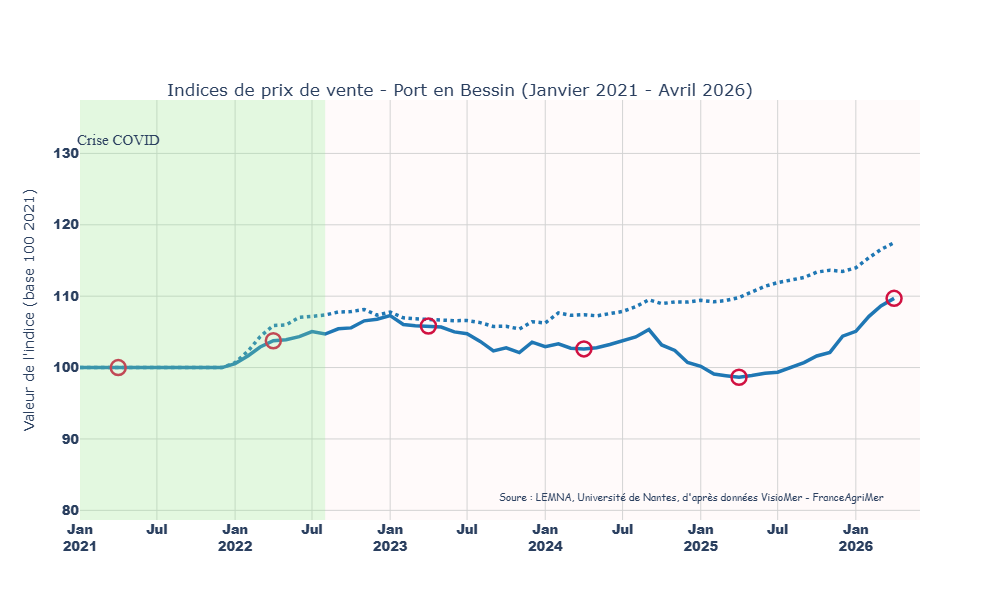 Indices de prix de vente - Port en Bessin (Janvier 2021 - Avril 2026)
Crise COVID
130
120
110
100
90
80
Valeur de l'indice (base 100 2021)
Soure : LEMNA, Université de Nantes, d'après données VisioMer - FranceAgriMer
Jan Jul Jan Jul Jan Jul Jan Jul Jan Jul Jan
2021 2022 2023 2024 2025 2026